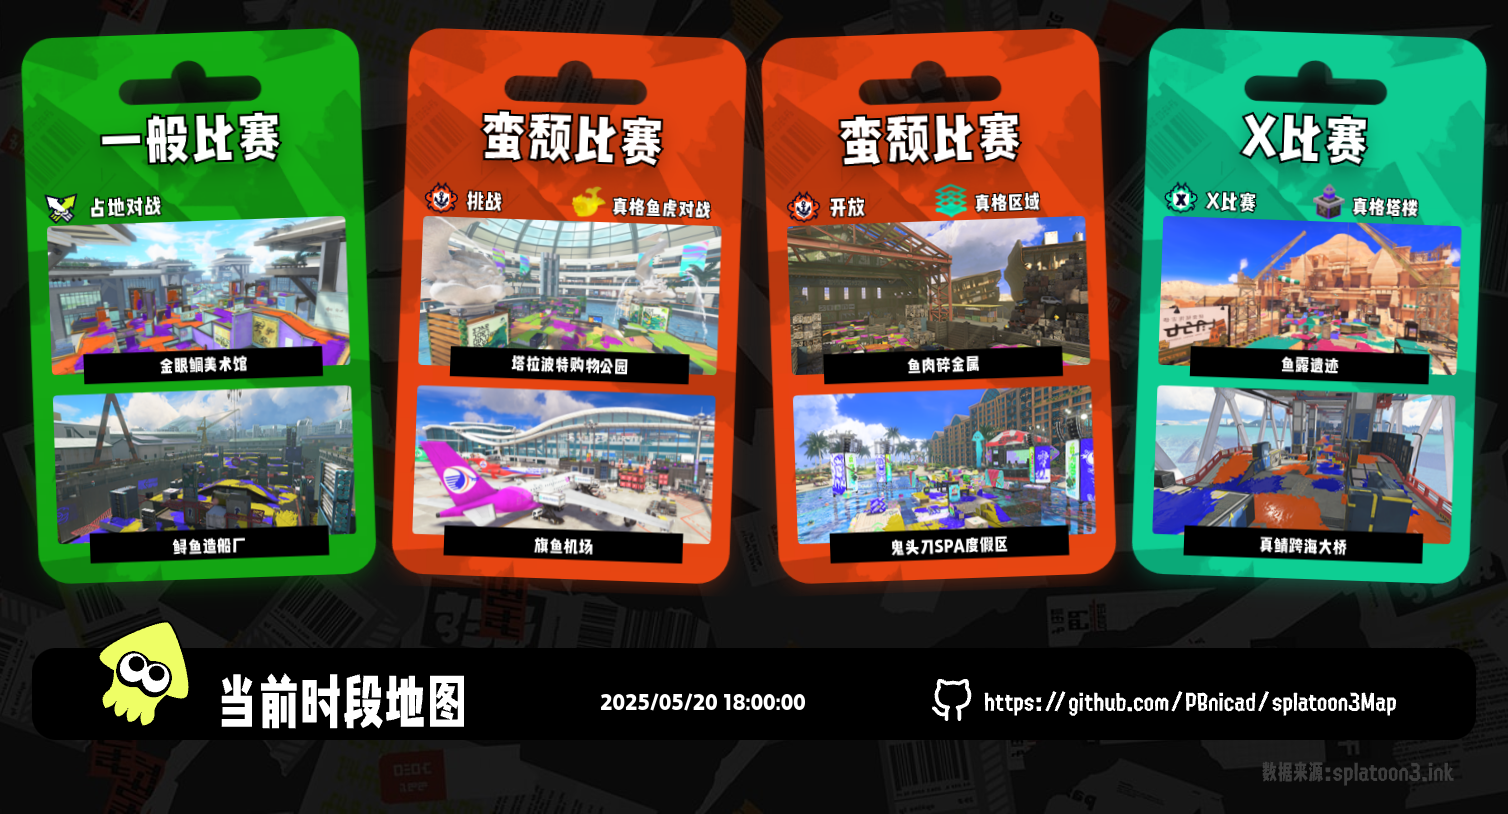 一般比赛
占地对战
金眼鲷美术馆
鲟鱼造船厂
蛮颓比赛
挑战
真格鱼虎对战
塔拉波特购物公园
旗鱼机场
蛮颓比赛
开放
真格区域
鱼肉碎金属
鬼头刀SPA度假区
X比赛
X比赛
真格塔楼
鱼露遗迹
真鲭跨海大桥
当前时段地图
2025/05/20 18:00:00
https://github.com/PBnicad/splatoon3Map
数据来源:splatoon3.ink